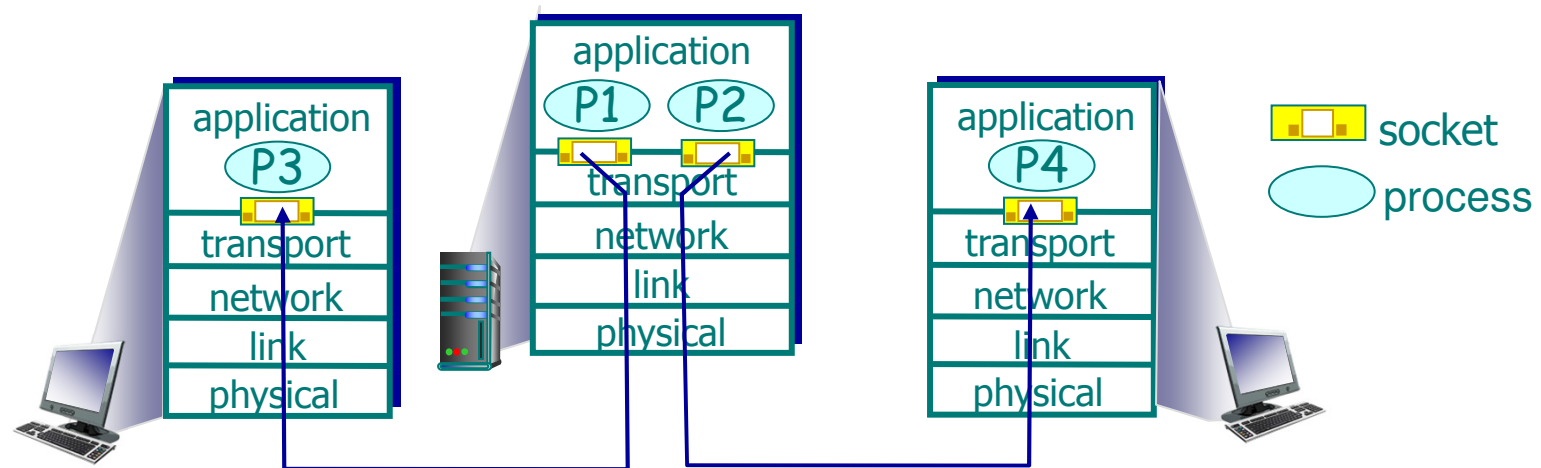 application
P3
transport
network
link
physical
application
P1 P2
transport
network
link
physical
application
P4
transport
network
link
physical
socket
process